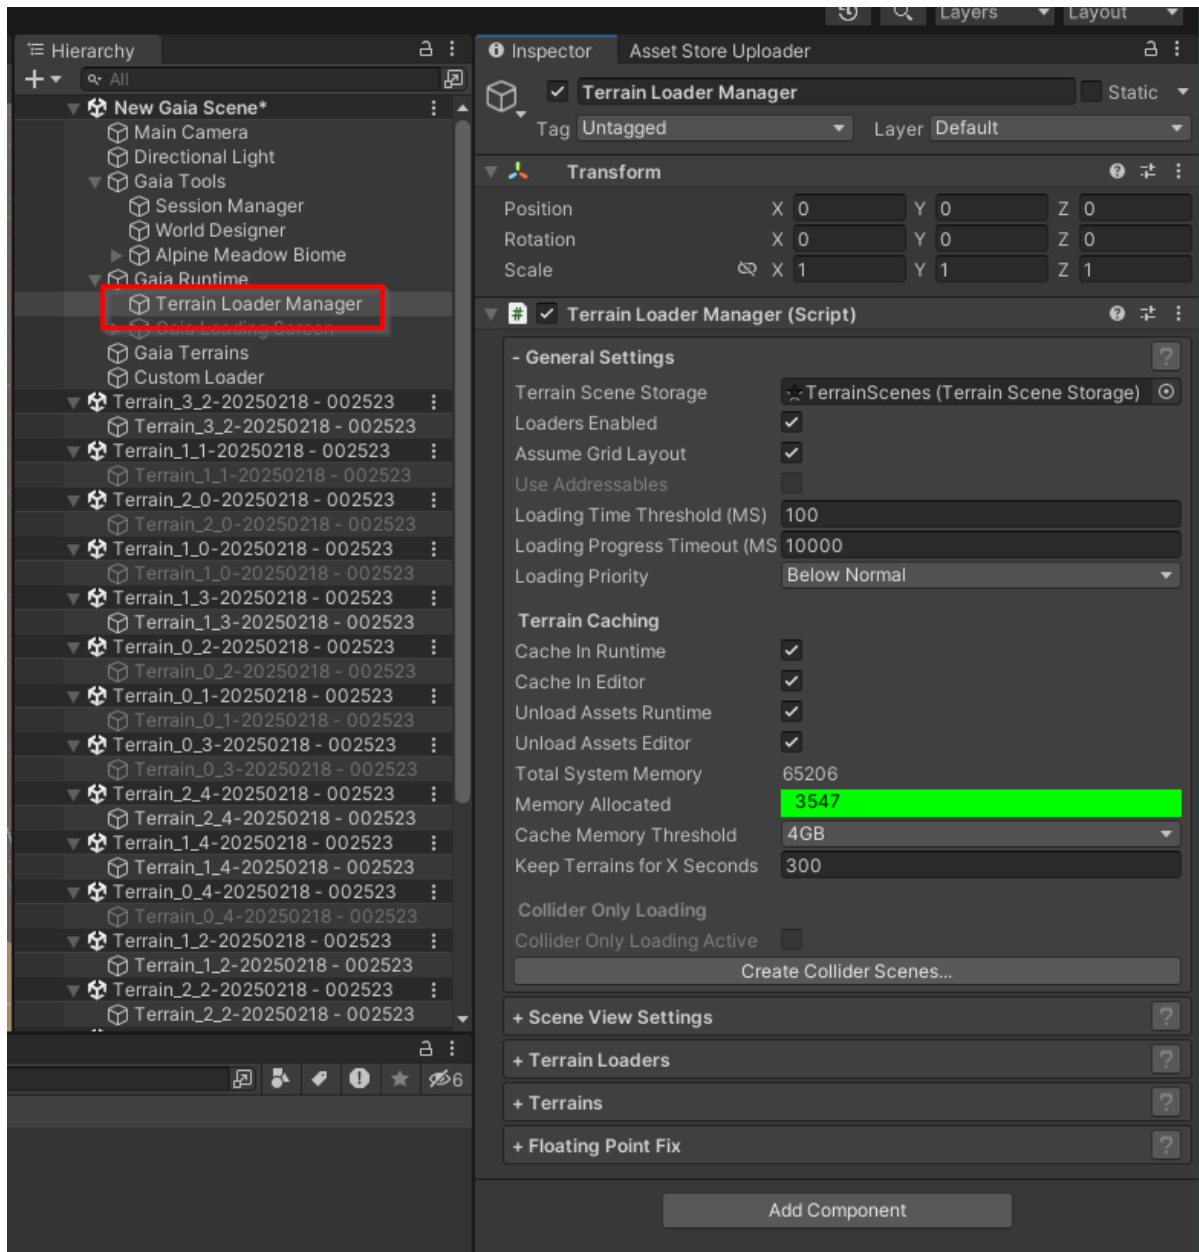 Layers
Layout
Hierarchy
All
New Gaia Scene*
Main Camera
Directional Light
Gaia Tools
Session Manager
World Designer
Alpine Meadow Biome
Gaia Runtime
Terrain Loader Manager
Gaia Loading Screen
Gaia Terrains
Custom Loader
Terrain_3_2-20250218 - 002523
Terrain_3_2-20250218 - 002523
Terrain_1_1-20250218 - 002523
Terrain_1_1-20250218 - 002523
Terrain_2_0-20250218 - 002523
Terrain_2_0-20250218 - 002523
Terrain_1_0-20250218 - 002523
Terrain_1_0-20250218 - 002523
Terrain_1_3-20250218 - 002523
Terrain_1_3-20250218 - 002523
Terrain_0_2-20250218 - 002523
Terrain_0_2-20250218 - 002523
Terrain_0_1-20250218 - 002523
Terrain_0_1-20250218 - 002523
Terrain_0_3-20250218 - 002523
Terrain_0_3-20250218 - 002523
Terrain_2_4-20250218 - 002523
Terrain_2_4-20250218 - 002523
Terrain_1_4-20250218 - 002523
Terrain_1_4-20250218 - 002523
Terrain_0_4-20250218 - 002523
Terrain_0_4-20250218 - 002523
Terrain_1_2-20250218 - 002523
Terrain_1_2-20250218 - 002523
Terrain_2_2-20250218 - 002523
Terrain_2_2-20250218 - 002523
6
Inspector Asset Store Uploader
Terrain Loader Manager Static
Tag Untagged Layer Default
Transform
Position X 0 Y 0 Z 0
Rotation X 0 Y 0 Z 0
Scale X 1 Y 1 Z 1
# Terrain Loader Manager (Script)
- General Settings ?
Terrain Scene Storage TerrainScenes (Terrain Scene Storage)
Loaders Enabled
Assume Grid Layout
Use Addressables
Loading Time Threshold (MS) 100
Loading Progress Timeout (MS 10000
Loading Priority Below Normal
Terrain Caching
Cache In Runtime
Cache In Editor
Unload Assets Runtime
Unload Assets Editor
Total System Memory 65206
Memory Allocated 3547
Cache Memory Threshold 4GB
Keep Terrains for X Seconds 300
Collider Only Loading
Collider Only Loading Active
Create Collider Scenes...
+ Scene View Settings ?
+ Terrain Loaders ?
+ Terrains ?
+ Floating Point Fix ?
Add Component